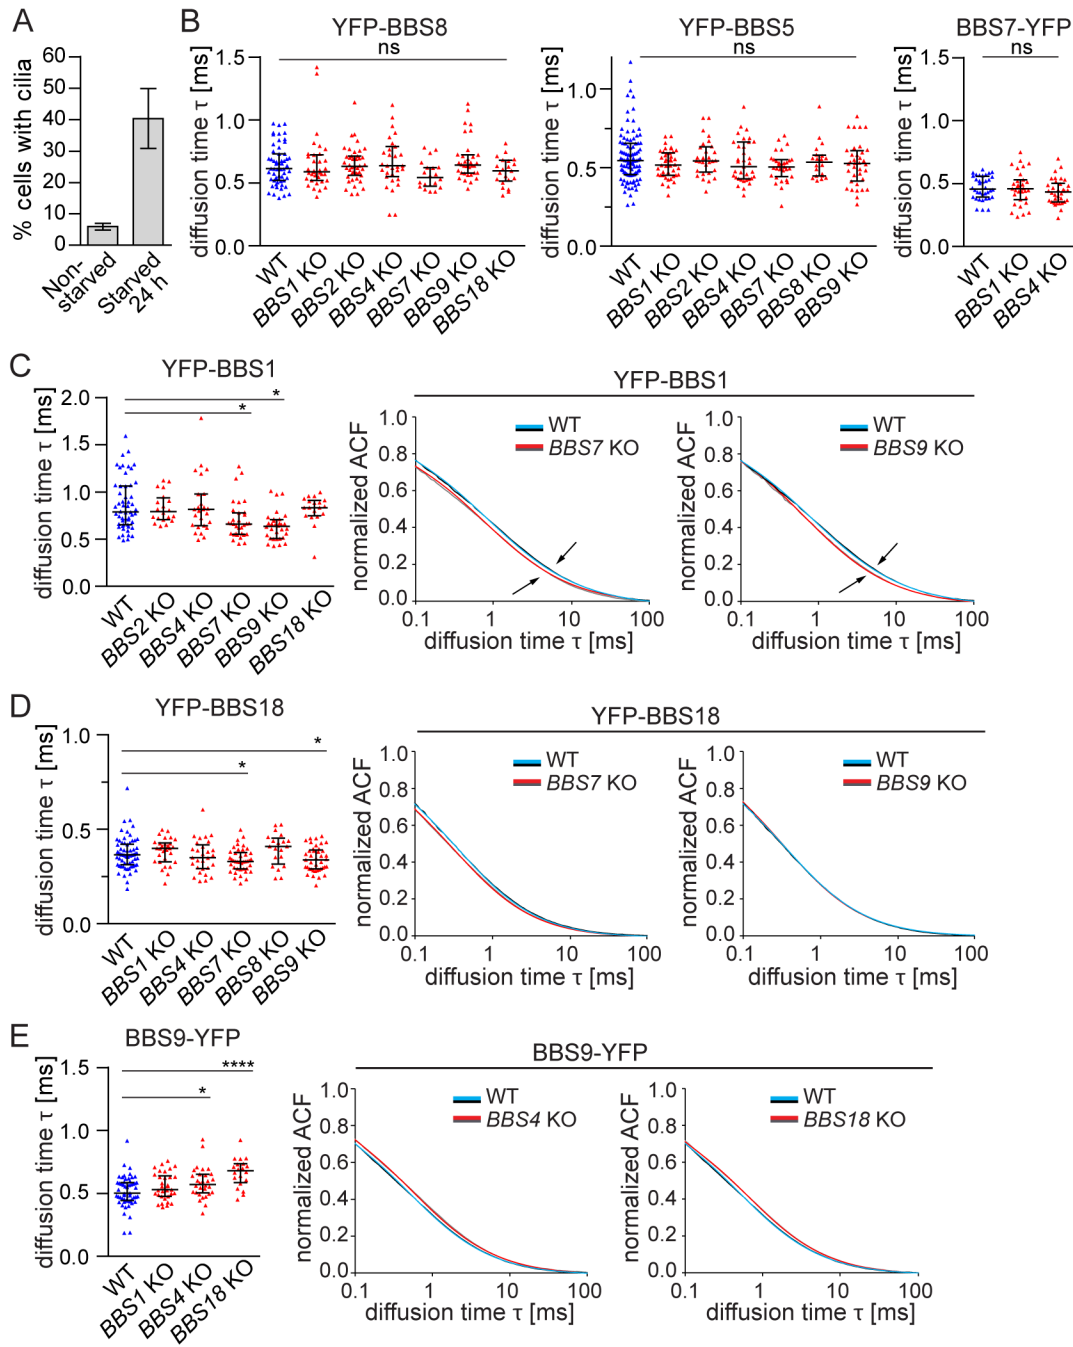 A
% cells with cilia
60
50
40
30
20
10
0
Non-
starved
Starved
24 h
B
YFP-BBS8
ns
diffusion time τ [ms]
1.5
1.0
0.5
0.0
WT
BBS1 KO
BBS2 KO
BBS4 KO
BBS7 KO
BBS9 KO
BBS18 KO
YFP-BBS5
ns
diffusion time τ [ms]
1.0
0.5
0.0
WT
BBS1 KO
BBS2 KO
BBS4 KO
BBS7 KO
BBS8 KO
BBS9 KO
BBS7-YFP
ns
diffusion time τ [ms]
1.5
1.0
0.5
0.0
WT
BBS1 KO
BBS4 KO
C
YFP-BBS1
*
*
diffusion time τ [ms]
2.0
1.5
1.0
0.5
0.0
WT
BBS2 KO
BBS4 KO
BBS7 KO
BBS9 KO
BBS18 KO
YFP-BBS1
normalized ACF
1.0
0.8
0.6
0.4
0.2
0
WT
BBS7 KO
0.1 1 10 100
diffusion time τ [ms]
normalized ACF
1.0
0.8
0.6
0.4
0.2
0
WT
BBS9 KO
0.1 1 10 100
diffusion time τ [ms]
D
YFP-BBS18
*
*
diffusion time τ [ms]
1.0
0.5
0.0
WT
BBS1 KO
BBS4 KO
BBS7 KO
BBS8 KO
BBS9 KO
YFP-BBS18
normalized ACF
1.0
0.8
0.6
0.4
0.2
0
WT
BBS7 KO
0.1 1 10 100
diffusion time τ [ms]
normalized ACF
1.0
0.8
0.6
0.4
0.2
0
WT
BBS9 KO
0.1 1 10 100
diffusion time τ [ms]
E
BBS9-YFP
****
*
diffusion time τ [ms]
1.5
1.0
0.5
0.0
WT
BBS1 KO
BBS4 KO
BBS18 KO
BBS9-YFP
normalized ACF
1.0
0.8
0.6
0.4
0.2
0
WT
BBS4 KO
0.1 1 10 100
diffusion time τ [ms]
normalized ACF
1.0
0.8
0.6
0.4
0.2
0
WT
BBS18 KO
0.1 1 10 100
diffusion time τ [ms]